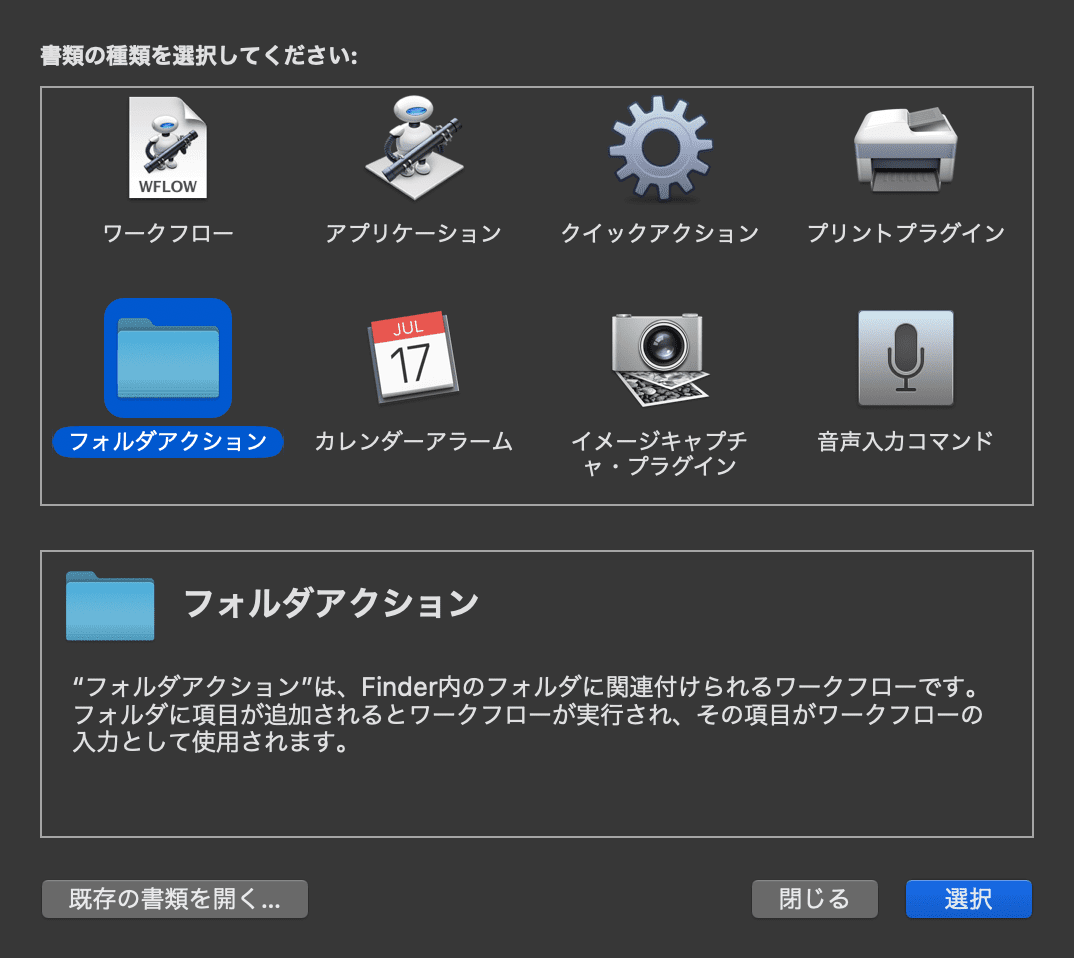 書類の種類を選択してください:
WFLOW
ワークフロー
アプリケーション
クイックアクション
プリントプラグイン
フォルダアクション
JUL
17
カレンダーアラーム
イメージキャプチ
ャ・プラグイン
音声入力コマンド
フォルダアクション
“フォルダアクション”は、Finder内のフォルダに関連付けられるワークフローです。
フォルダに項目が追加されるとワークフローが実行され、その項目がワークフローの
入力として使用されます。
既存の書類を開く...
閉じる
選択